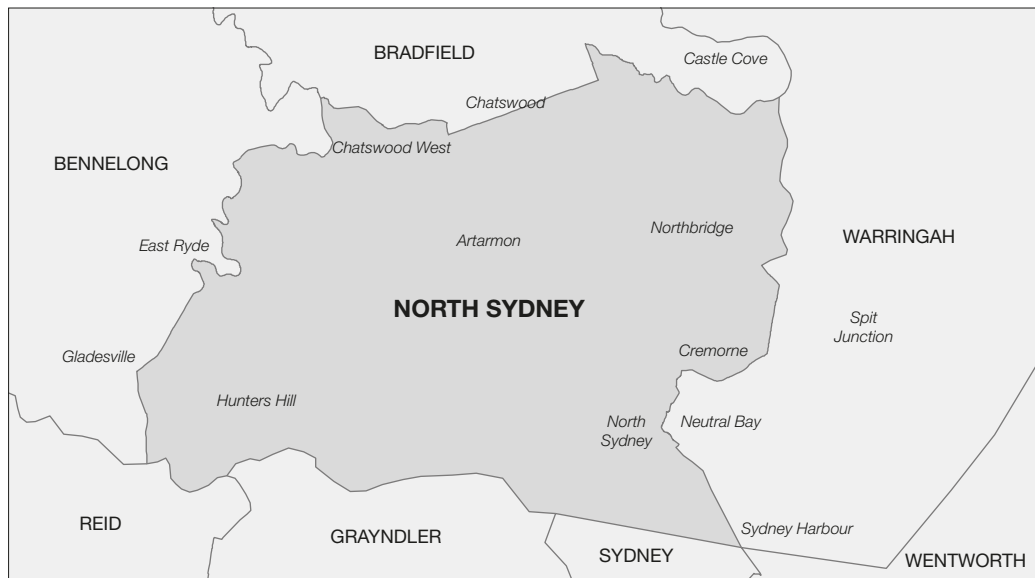 BRADFIELD
Castle Cove
Chatswood
Chatswood West
BENNELONG
East Ryde
Artarmon
Northbridge
WARRINGAH
NORTH SYDNEY
Spit
Junction
Gladesville
Cremorne
Hunters Hill
North
Sydney
Neutral Bay
REID
GRAYNDLER
Sydney Harbour
SYDNEY
WENTWORTH